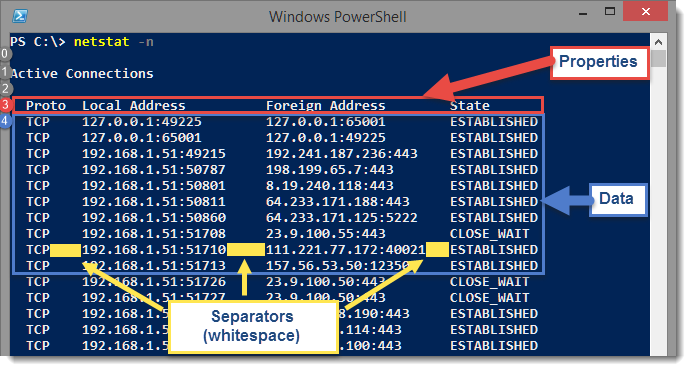 Windows PowerShell
PS C:\> netstat -n
0
1 Active Connections
2
3 Proto Local Address Foreign Address State
4 TCP 127.0.0.1:49225 127.0.0.1:65001 ESTABLISHED
TCP 127.0.0.1:65001 127.0.0.1:49225 ESTABLISHED
TCP 192.168.1.51:49215 192.241.187.236:443 ESTABLISHED
TCP 192.168.1.51:50787 198.199.65.7:443 ESTABLISHED
TCP 192.168.1.51:50801 8.19.240.118:443 ESTABLISHED
TCP 192.168.1.51:50811 64.233.171.188:443 ESTABLISHED
TCP 192.168.1.51:50860 64.233.171.125:5222 ESTABLISHED
TCP 192.168.1.51:51708 23.9.100.55:443 CLOSE_WAIT
TCP 192.168.1.51:51710 111.221.77.172:40021 ESTABLISHED
TCP 192.168.1.51:51713 157.56.53.50:12350 ESTABLISHED
TCP 192.168.1.51:51726 23.9.100.50:443 CLOSE_WAIT
TCP 192.168.1.51:51727 23.9.100.50:443 CLOSE_WAIT
TCP 192.168.1.51:5 8.190:443 ESTABLISHED
TCP 192.168.1.51:5 .114:443 ESTABLISHED
TCP 192.168.1.51:5 .100:443 ESTABLISHED
Properties
Data
Separators
(whitespace)